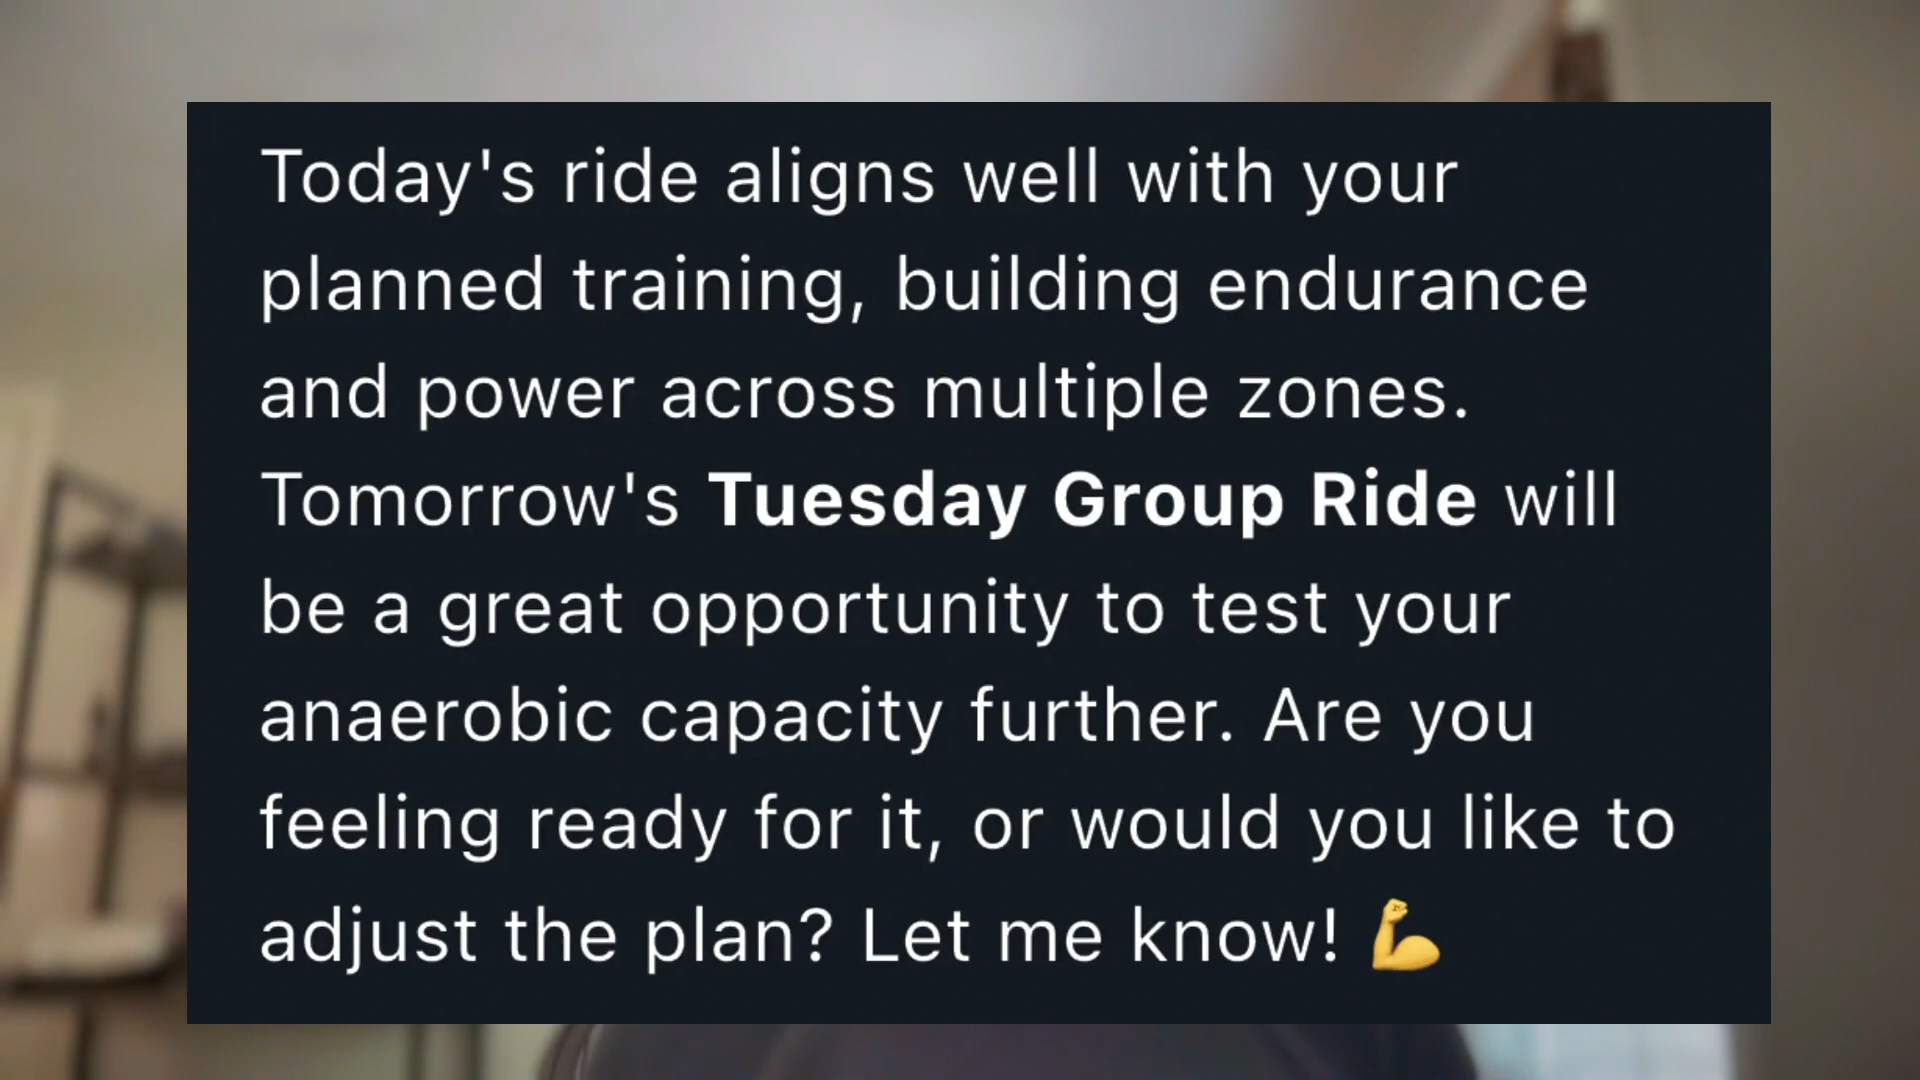 Today's ride aligns well with your
planned training, building endurance
and power across multiple zones.
Tomorrow's Tuesday Group Ride will
be a great opportunity to test your
anaerobic capacity further. Are you
feeling ready for it, or would you like to
adjust the plan? Let me know! 💪